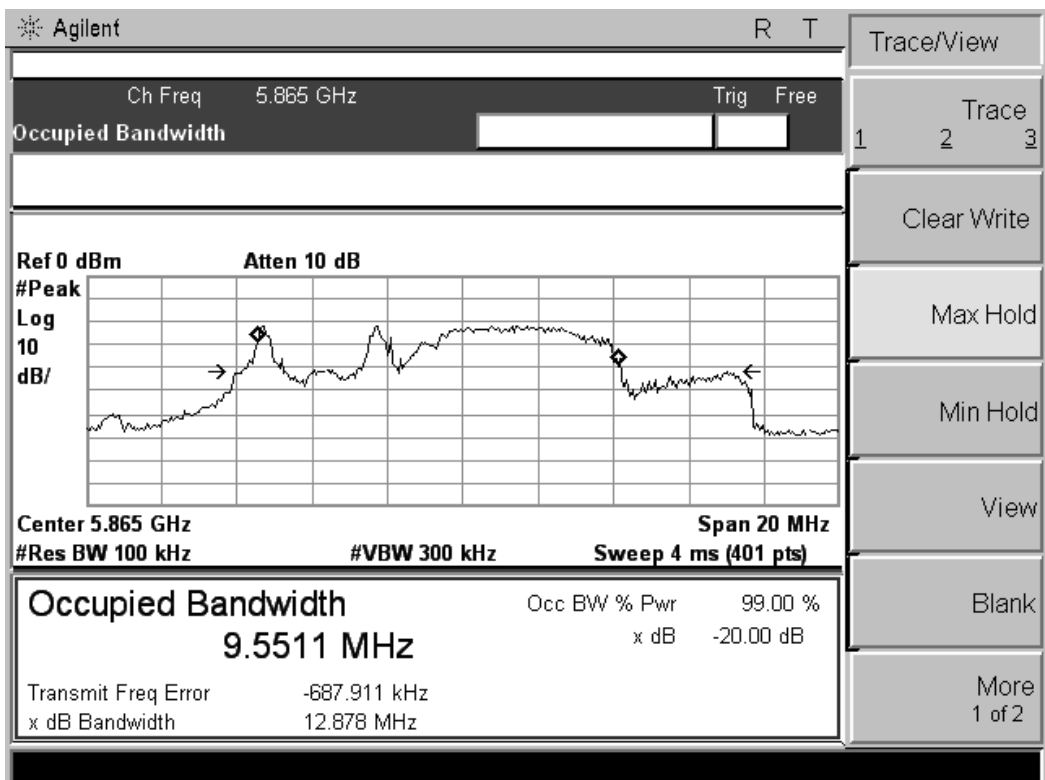 Agilent R T
Ch Freq 5.865 GHz Trig Free
Occupied Bandwidth
Ref 0 dBm Atten 10 dB
#Peak
Log
10
dB/
Center 5.865 GHz Span 20 MHz
#Res BW 100 kHz #VBW 300 kHz Sweep 4 ms (401 pts)
Occupied Bandwidth Occ BW % Pwr 99.00 %
9.5511 MHz x dB -20.00 dB
Transmit Freq Error -687.911 kHz
x dB Bandwidth 12.878 MHz
Trace/View
Trace
1 2 3
Clear Write
Max Hold
Min Hold
View
Blank
More
1 of 2